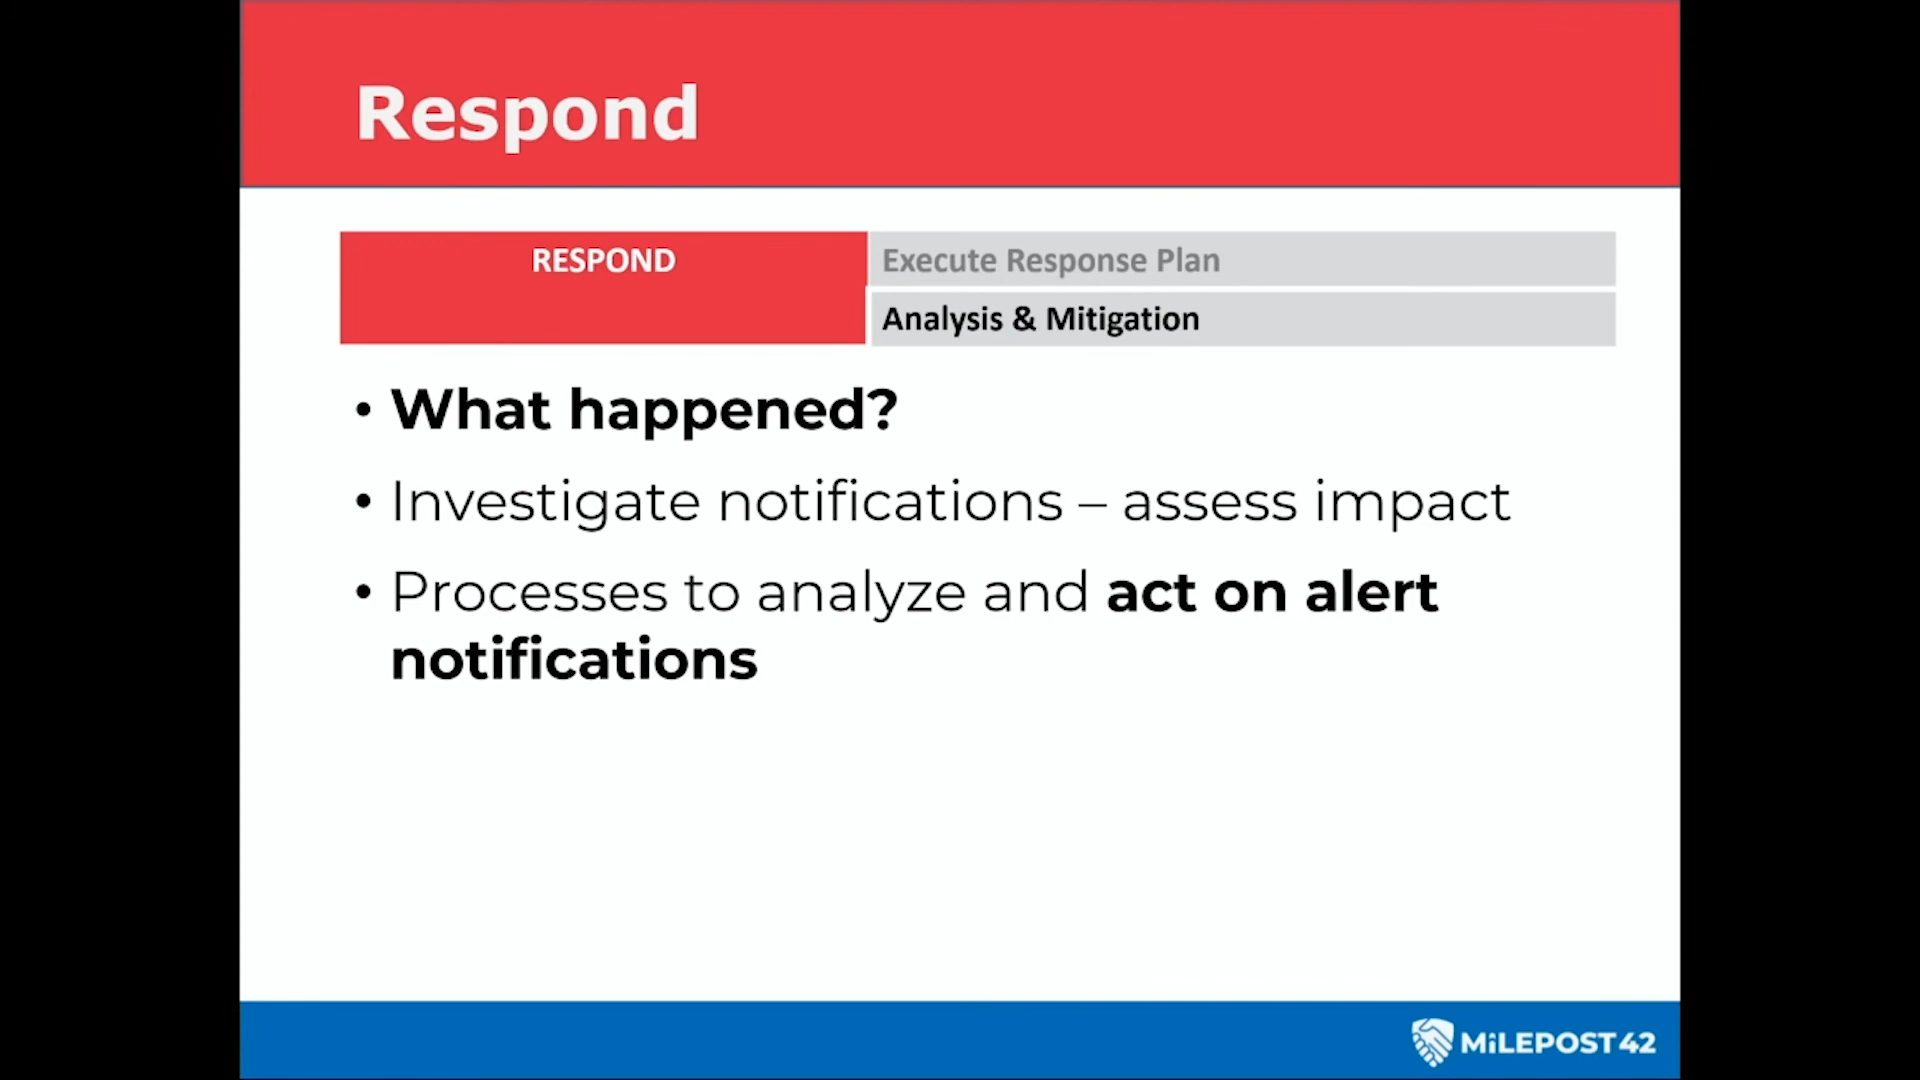 Respond
RESPOND
Execute Response Plan
Analysis & Mitigation
• What happened?
• Investigate notifications – assess impact
• Processes to analyze and act on alert
notifications
MiLEPOST42